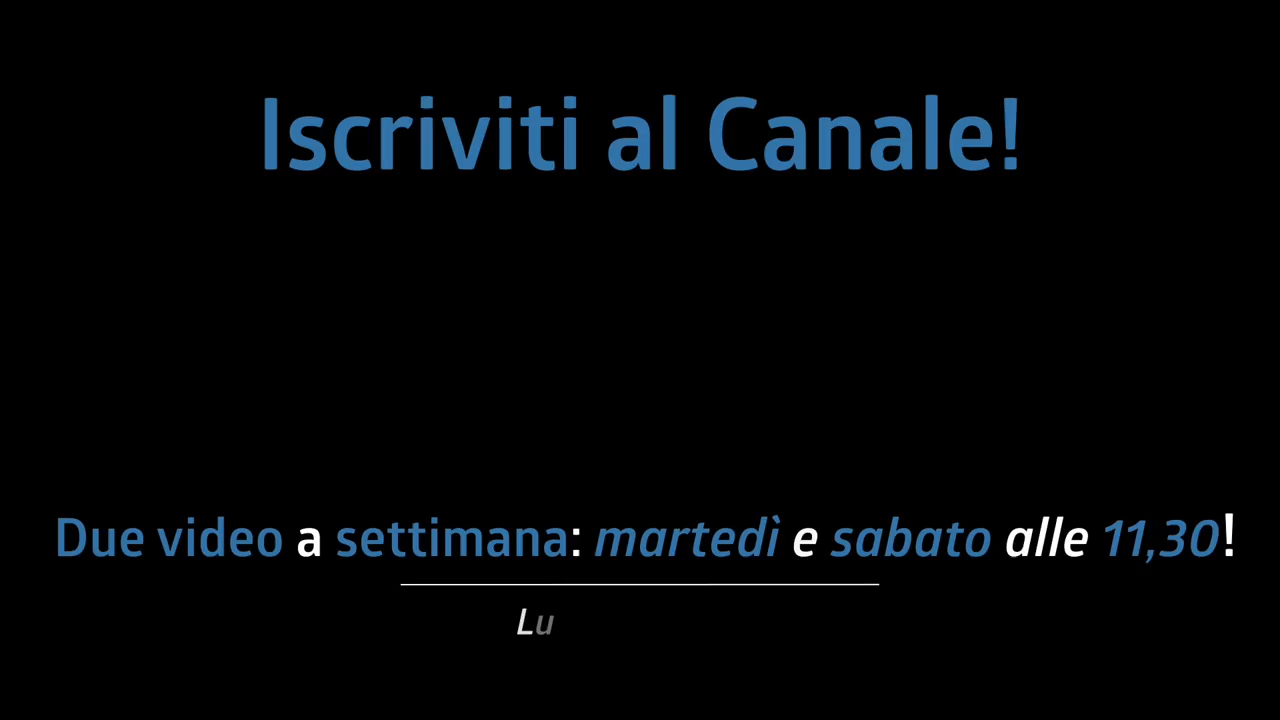 Iscriviti al Canale!
Due video a settimana: martedì e sabato alle 11,30!
Lu